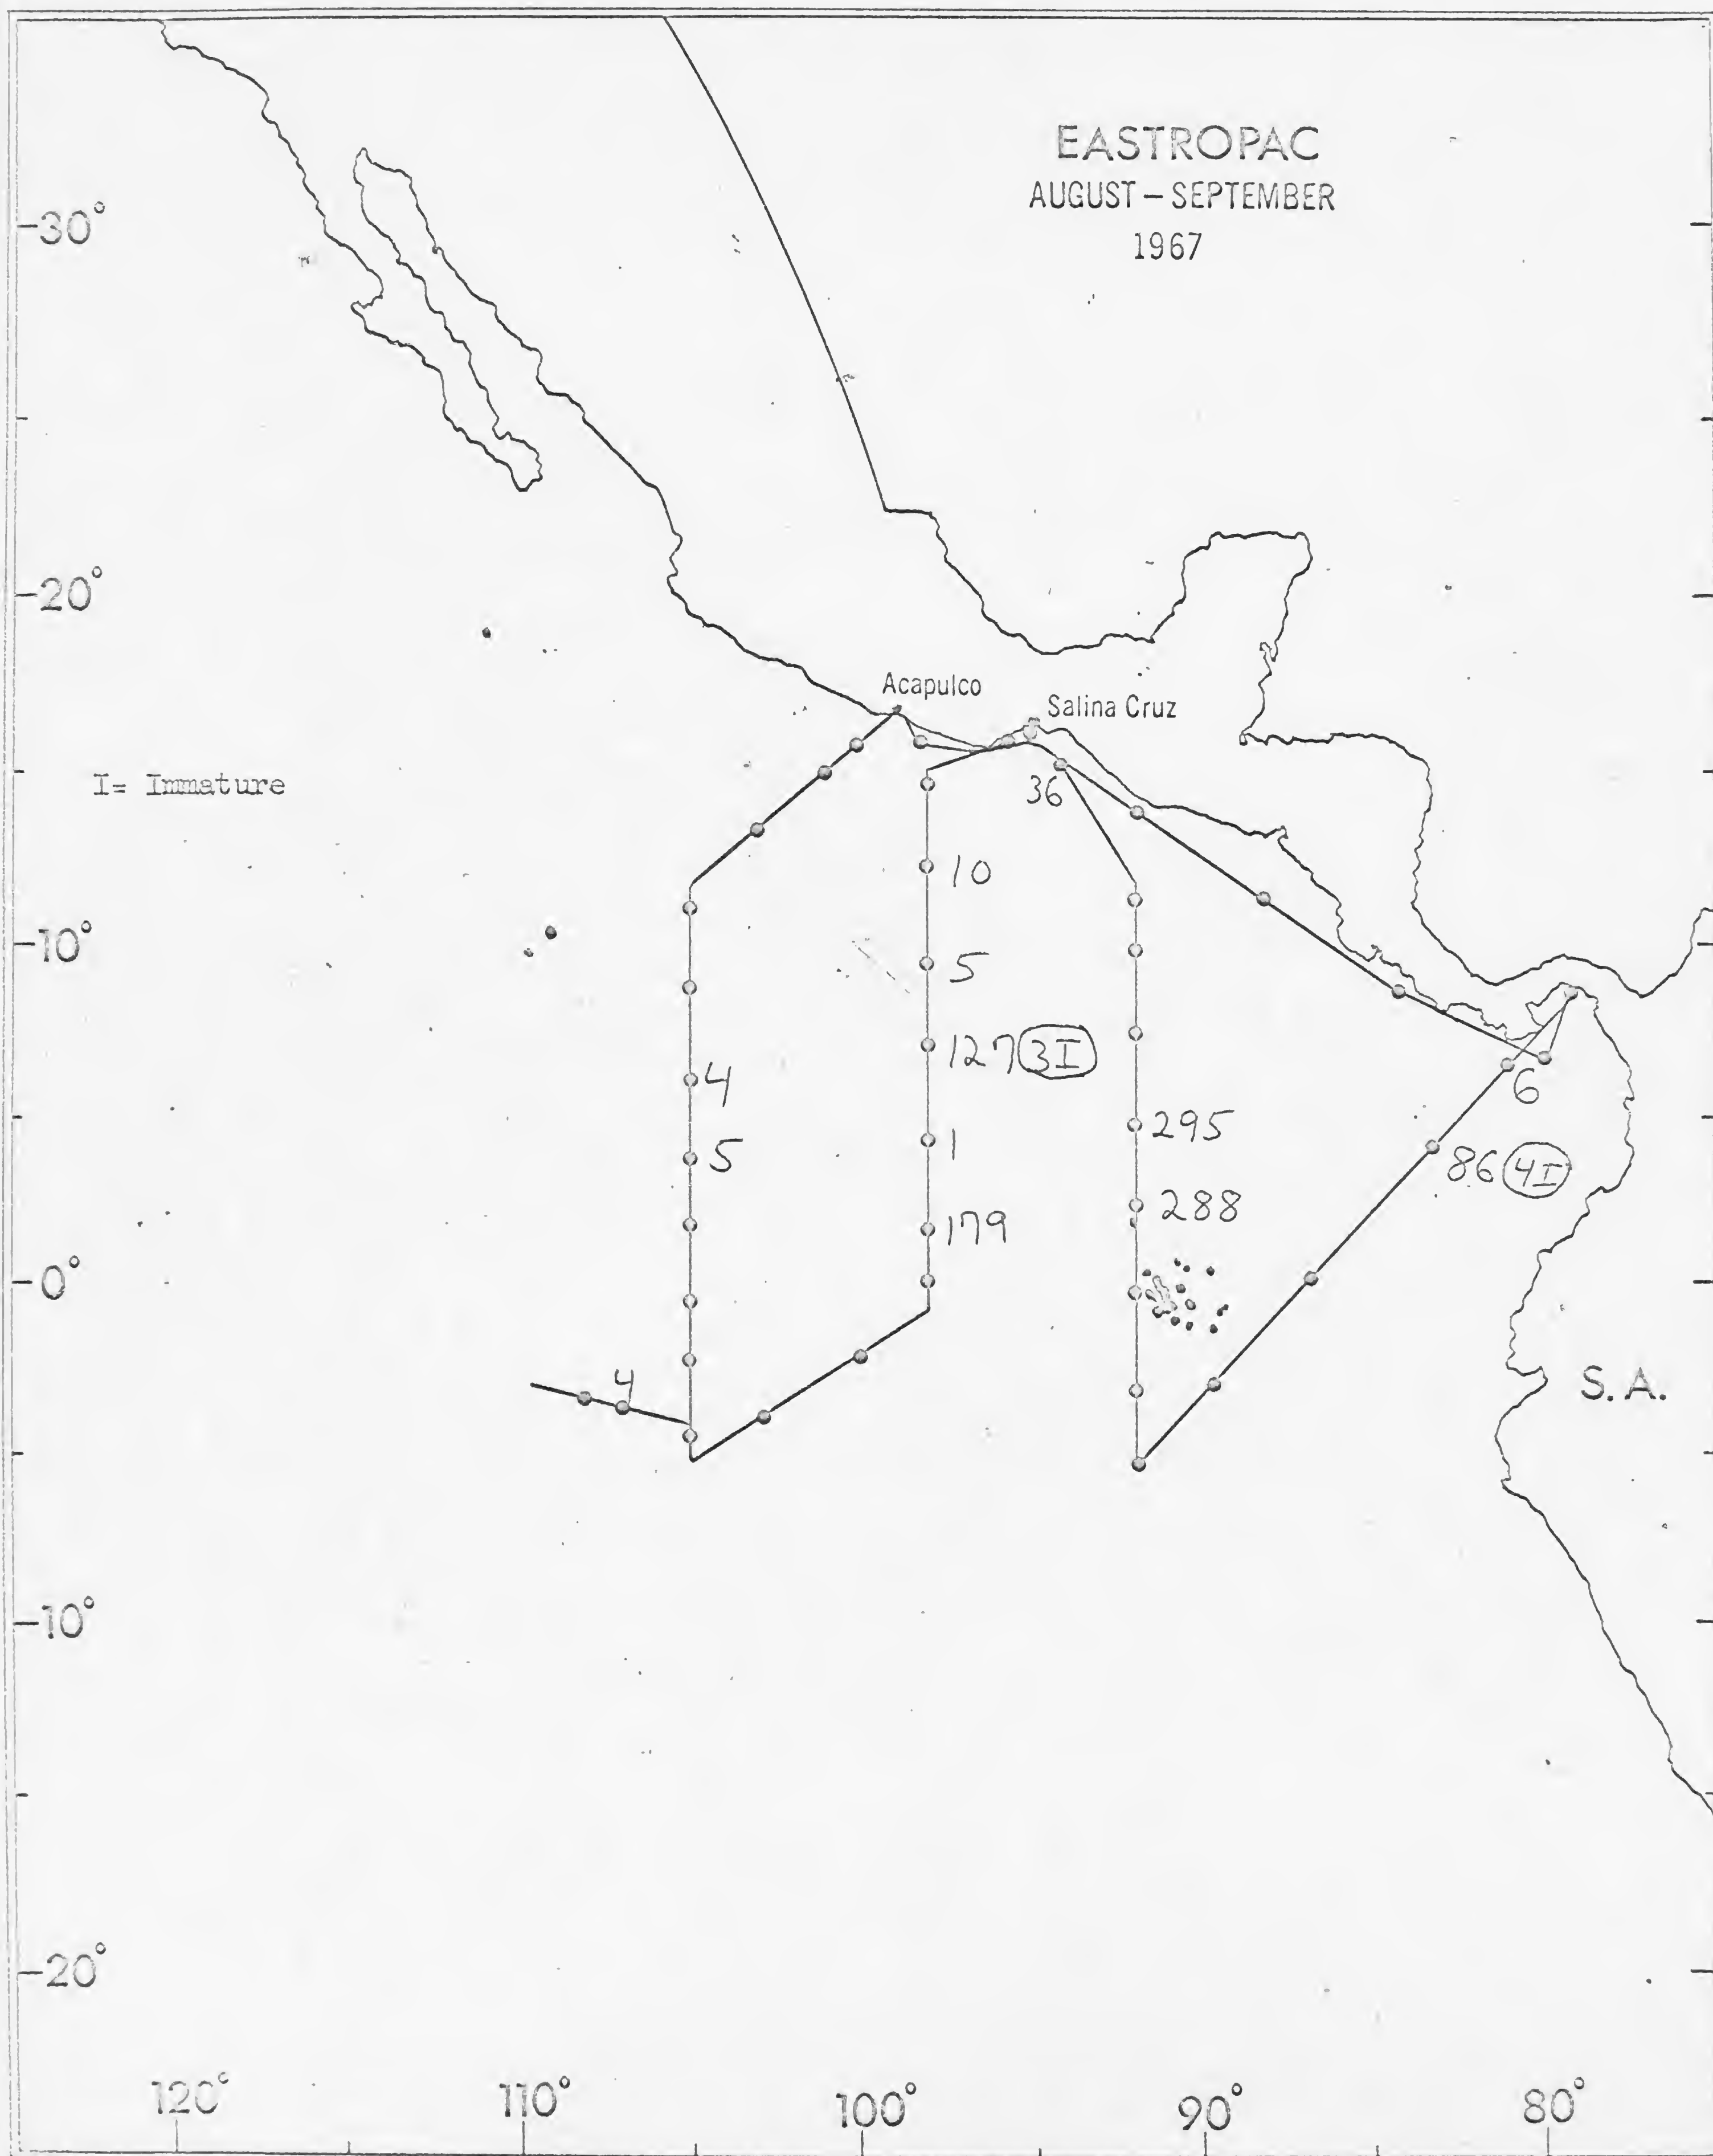 EASTROPAC
AUGUST – SEPTEMBER
1967
30°
20°
Acapulco
Salina Cruz
I= Immature
36
10
10°
5
127 3I
4
6
1
295
5
86 4I
288
179
0°
4
S. A.
10°
20°
120°
110°
100°
90°
80°